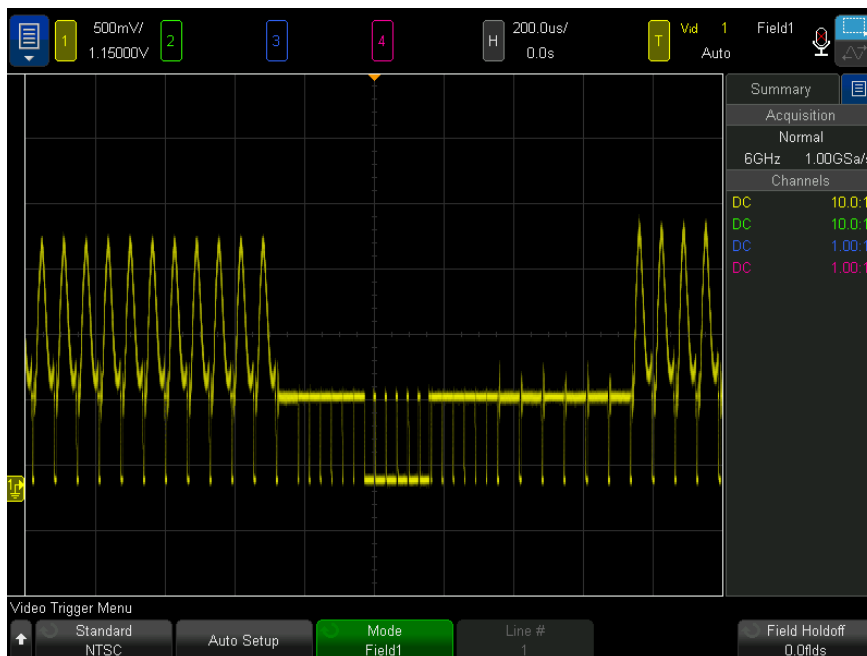 1 500mV/ 1.15000V
2
3
4
H 200.0us/ 0.0s
T Vid 1 Field1 Auto
Summary
Acquisition
Normal
6GHz 1.00GSa/s
Channels
DC 10.0:1
DC 10.0:1
DC 1.00:1
DC 1.00:1
1
Video Trigger Menu
Standard
NTSC
Auto Setup
Mode
Field1
Line #
1
Field Holdoff
0.0flds